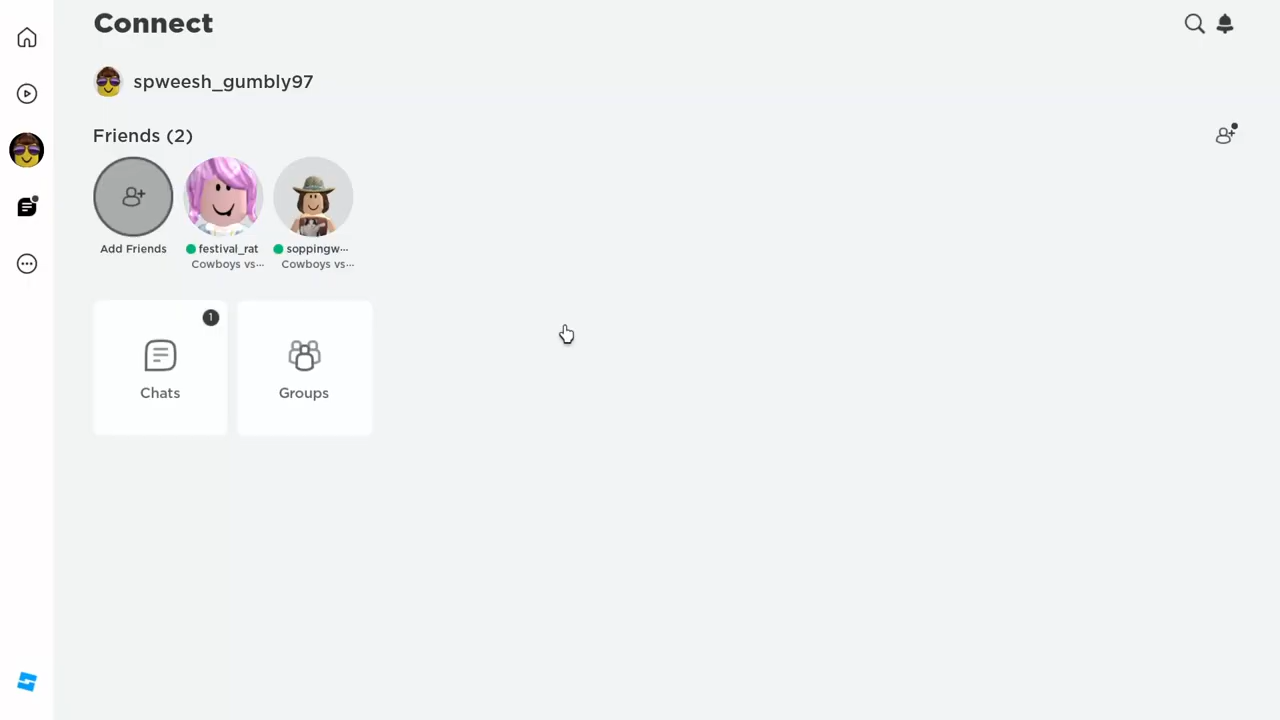 Connect
spweesh_gumbly97
Friends (2)
Add Friends
festival_rat
Cowboys vs...
soppingw...
Cowboys vs...
1
Chats
Groups